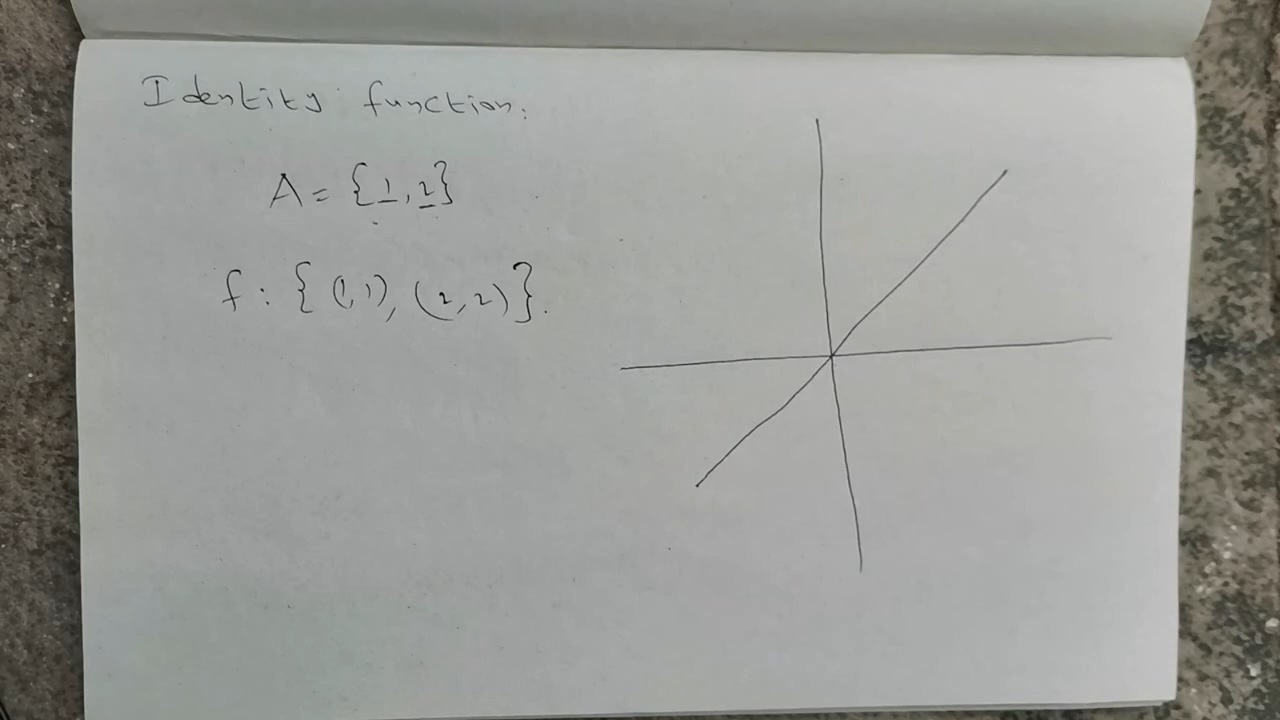 Identity function.
A = {1, 2}
f : { (1, 1), (2, 2) }.